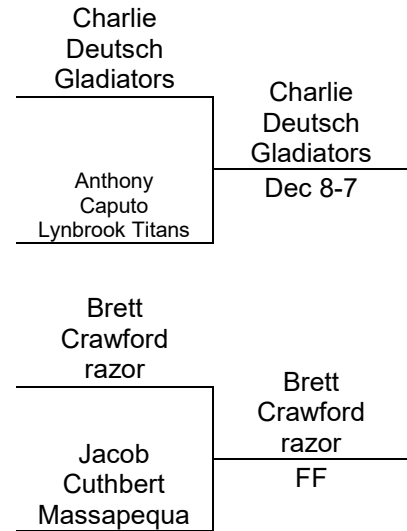 Charlie
Deutsch
Gladiators
Charlie
Deutsch
Gladiators
Dec 8-7
Anthony
Caputo
Lynbrook Titans
Brett
Crawford
razor
Brett
Crawford
razor
FF
Jacob
Cuthbert
Massapequa